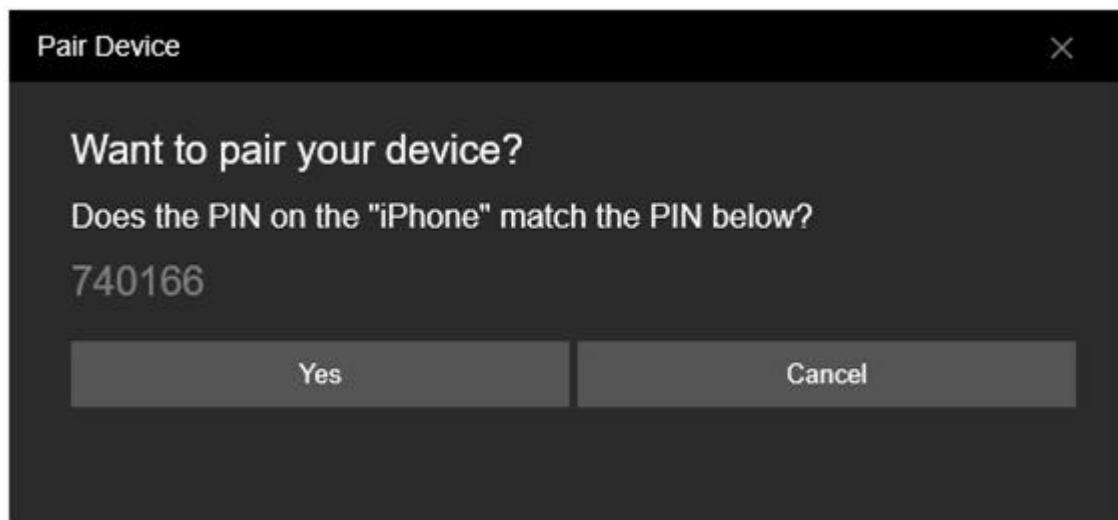 Pair Device
Want to pair your device?
Does the PIN on the "iPhone" match the PIN below?
740166
Yes
Cancel